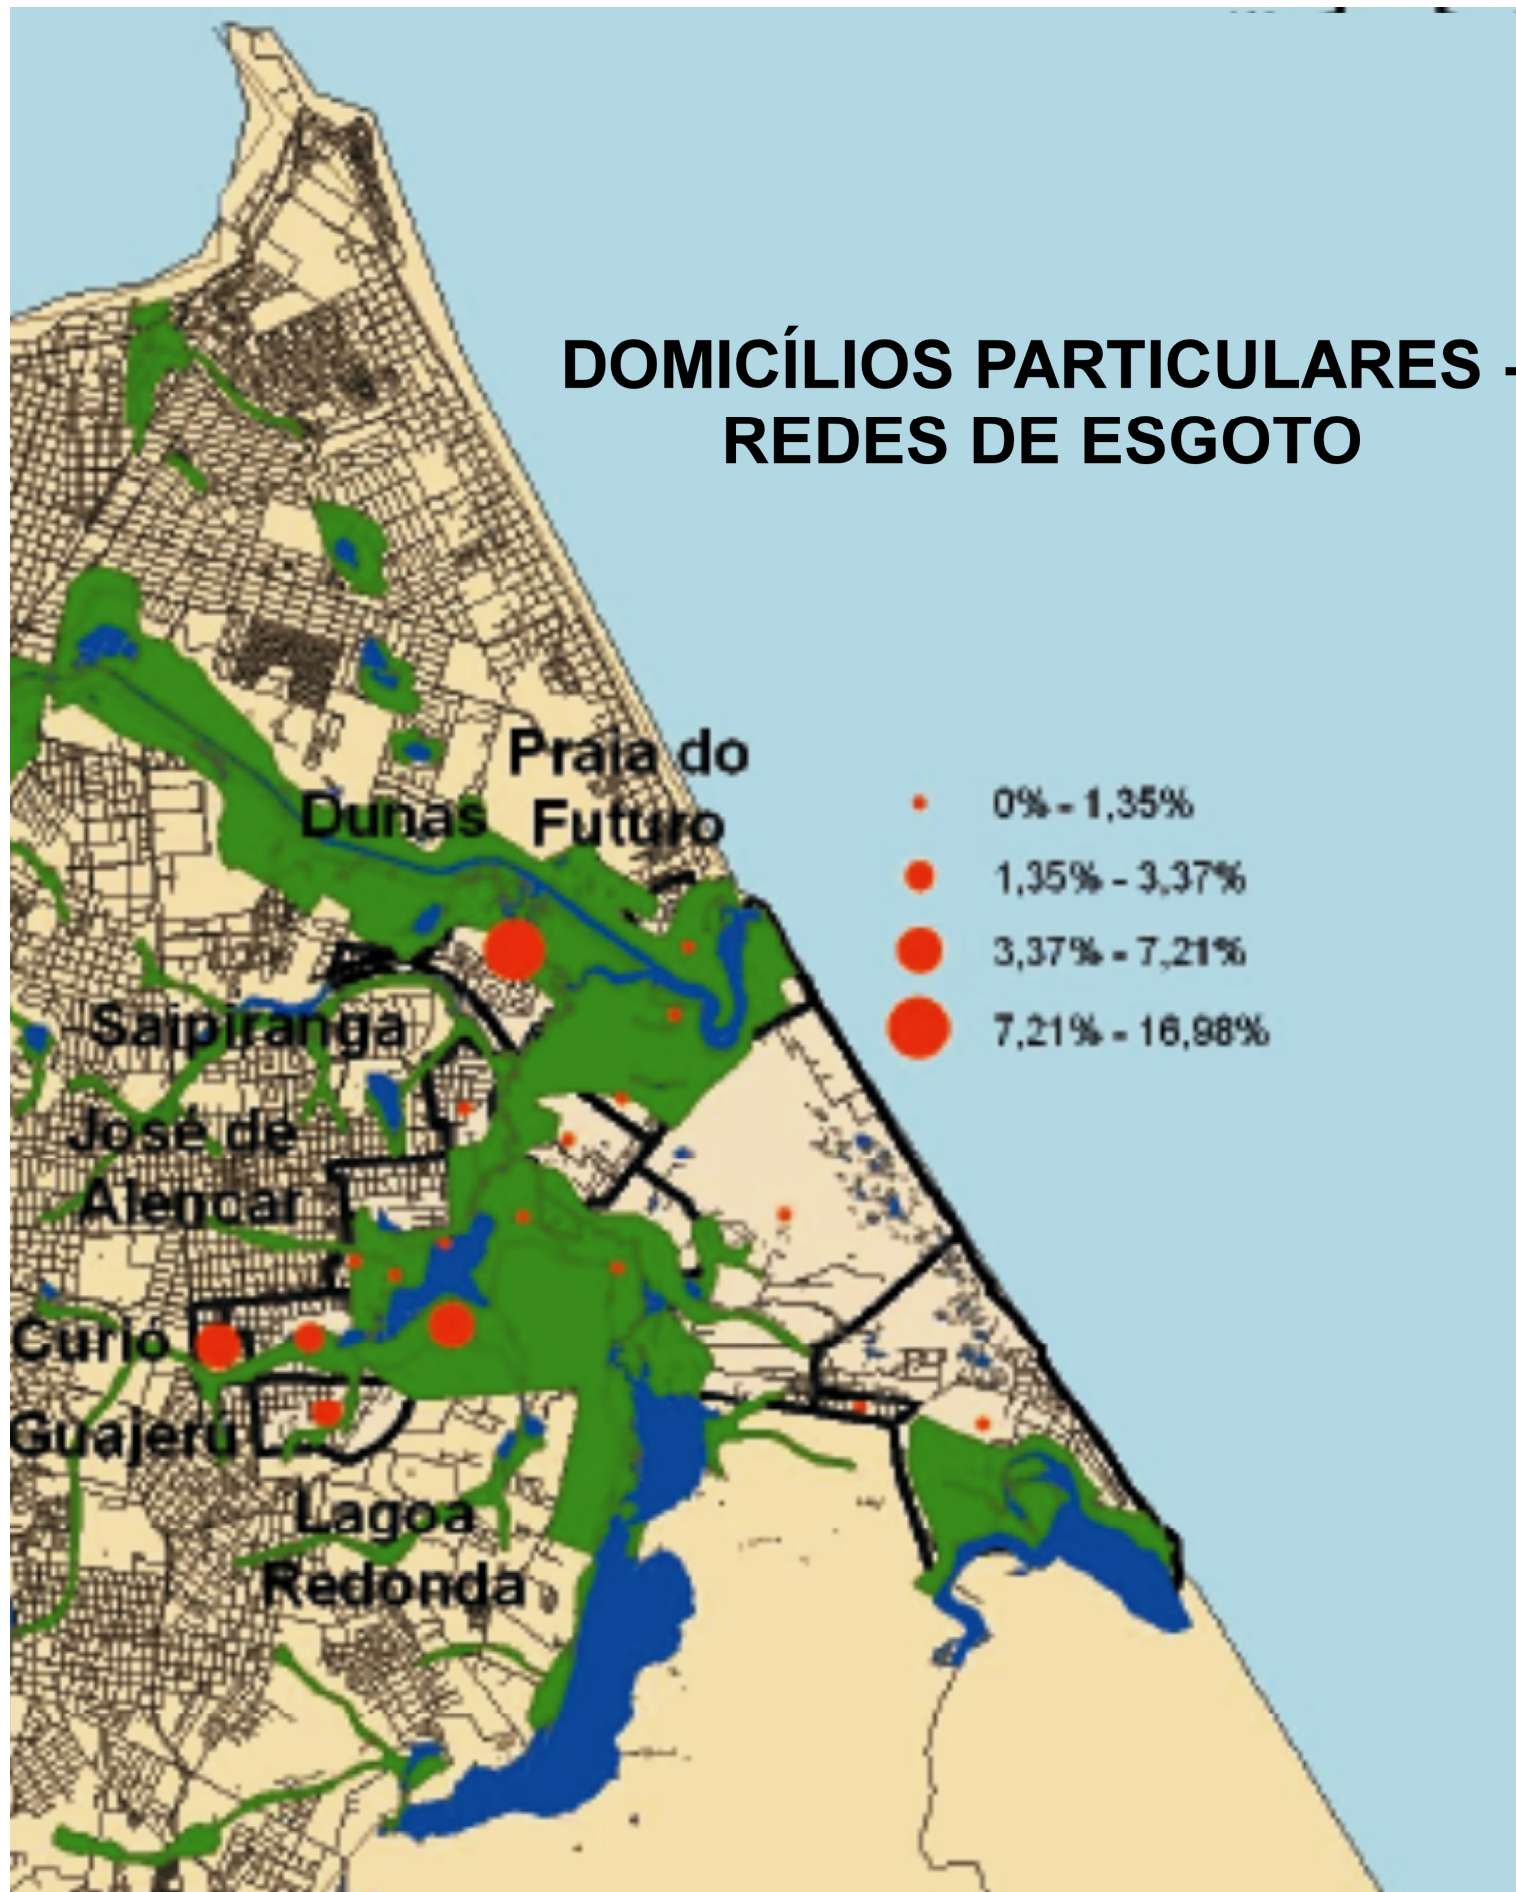 DOMICÍLIOS PARTICULARES -
REDES DE ESGOTO
Praia do
Futuro
Dunas
0% - 1,35%
1,35% - 3,37%
3,37% - 7,21%
7,21% - 16,98%
Saipiranga
José de
Alencar
Curió
Guajerú
Lagoa
Redonda